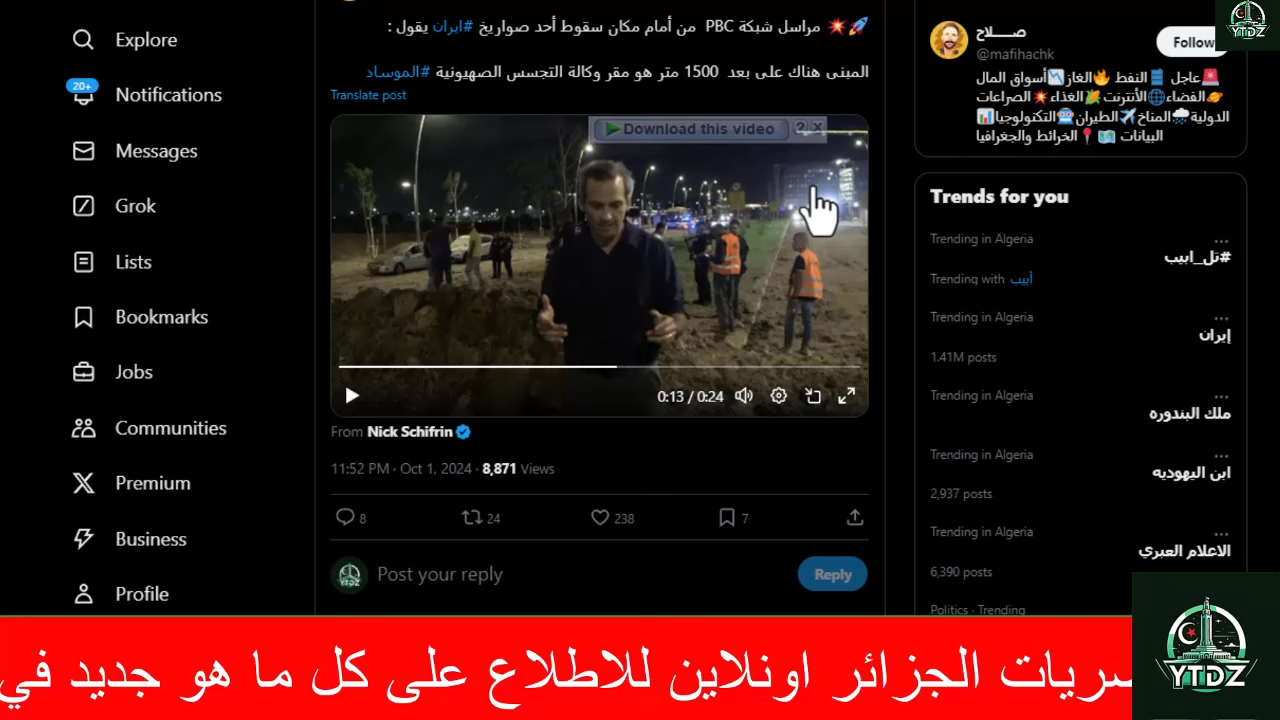 Explore
20+
Notifications
Messages
Grok
Lists
Bookmarks
Jobs
Communities
Premium
Business
Profile
🚀💥 مراسل شبكة PBC من أمام مكان سقوط أحد صواريخ #ايران يقول :
المبنى هناك على بعد 1500 متر هو مقر وكالة التجسس الصهيونية #الموساد
Translate post
Download this video ? X
0:13 / 0:24
From Nick Schifrin
11:52 PM · Oct 1, 2024 · 8,871 Views
8
24
238
7
Post your reply
Reply
صـــلاح
@mafihachk
Follow
🚨عاجل 🛢النفط 🔥الغاز📉أسواق المال
🪐الفضاء🌐الأنترنت🌽الغذاء💥الصراعات
الدولية🌨المناخ✈️الطيران🤖التكنولوجيا📊
البيانات 🗺📍الخرائط والجغرافيا
Trends for you
Trending in Algeria
#تل_ابيب
Trending with أبيب
Trending in Algeria
إيران
1.41M posts
Trending in Algeria
ملك البندوره
Trending in Algeria
ابن اليهوديه
2,937 posts
Trending in Algeria
الاعلام العبري
6,390 posts
Politics · Trending
YTDZ
YTDZ
YTDZ
الجزائر اونلاين للاطلاع على كل ما هو جديد في